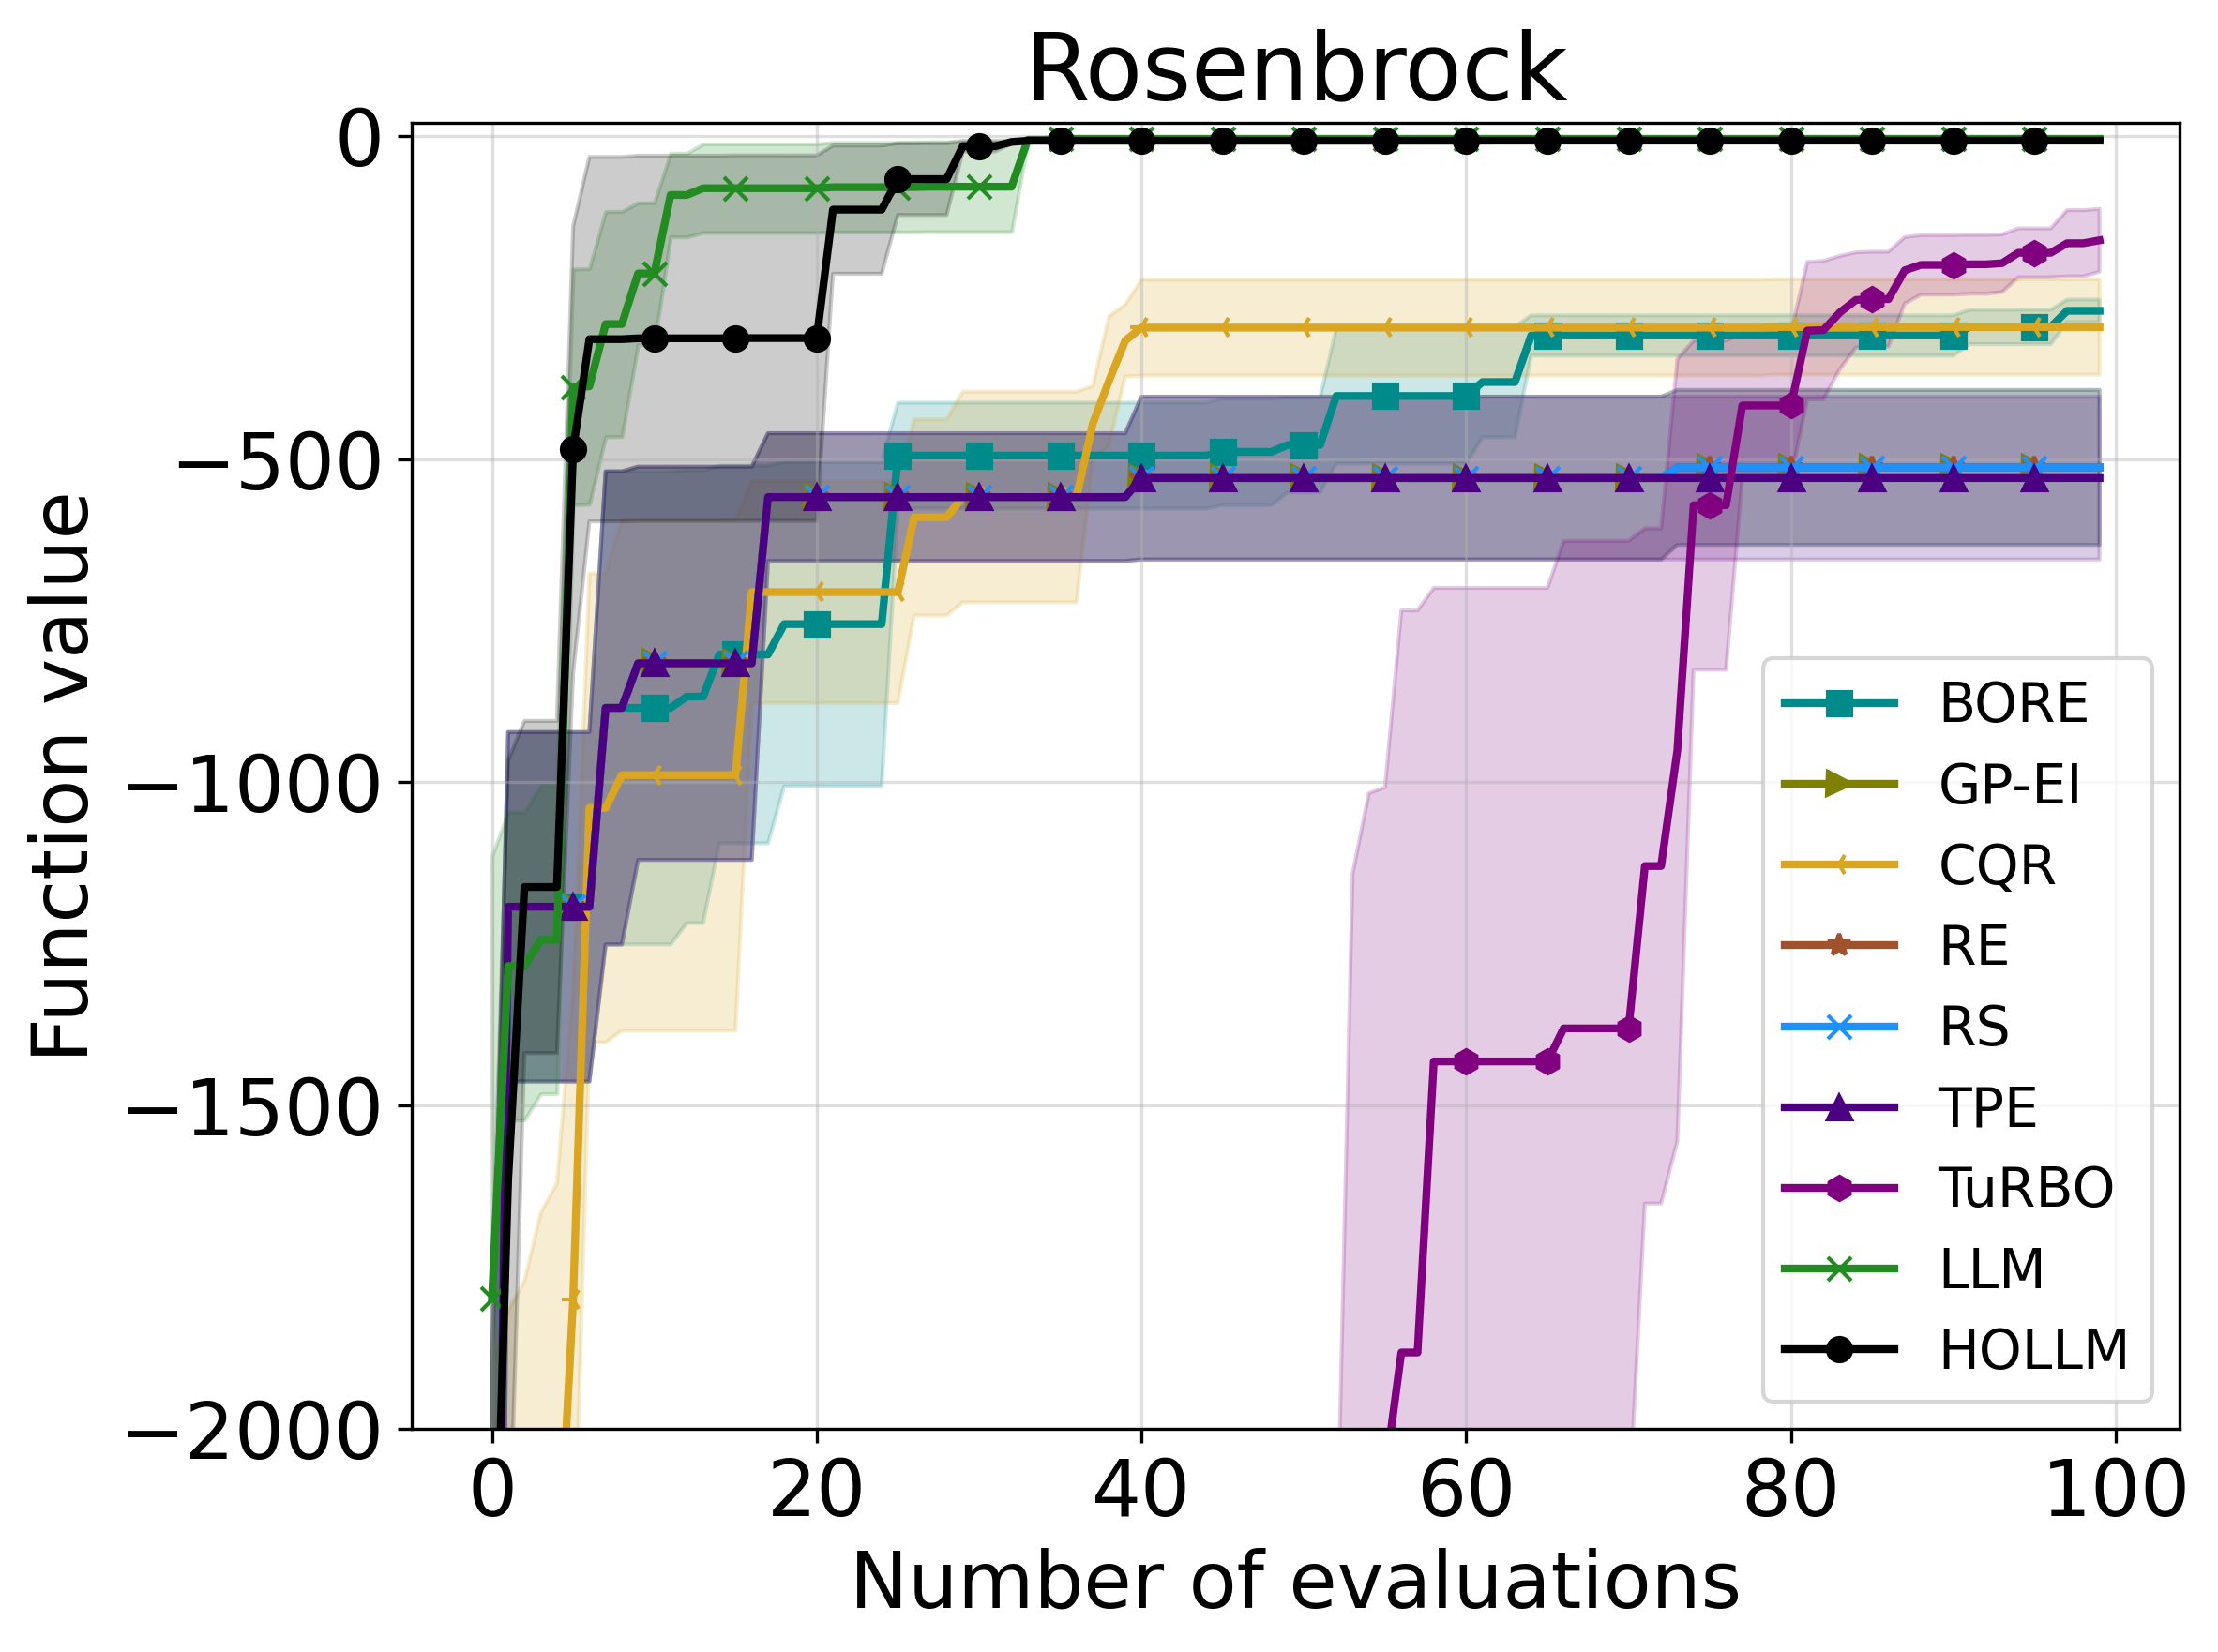 Rosenbrock
Function value
0
−500
−1000
−1500
−2000
BORE
GP-EI
CQR
RE
RS
TPE
TuRBO
LLM
HOLLM
0 20 40 60 80 100
Number of evaluations